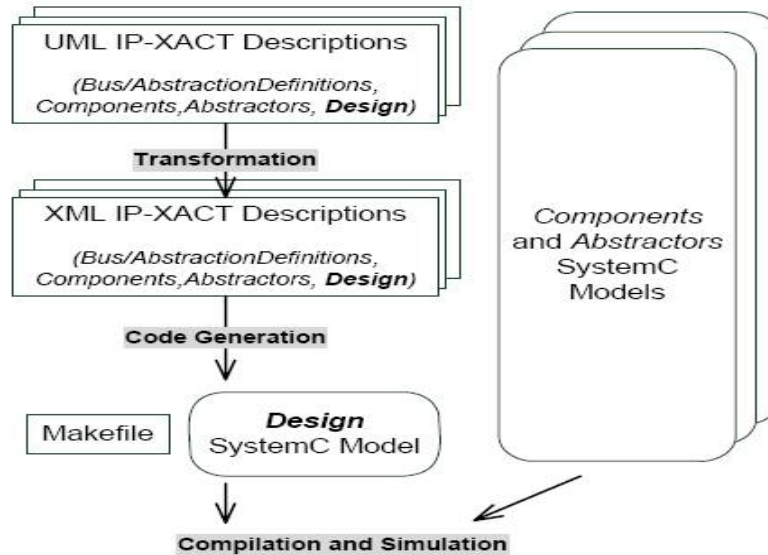 UML IP-XACT Descriptions
(Bus/AbstractionDefinitions,
Components,Abstractors, Design)
Transformation
XML IP-XACT Descriptions
(Bus/AbstractionDefinitions,
Components,Abstractors, Design)
Code Generation
Makefile
Design
SystemC Model
Components
and Abstractors
SystemC
Models
Compilation and Simulation